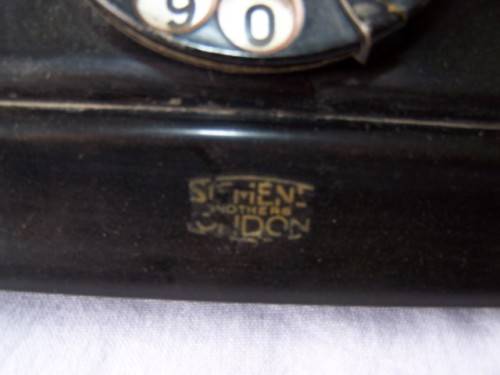 9 0
SIEMENS
BROTHERS
LONDON